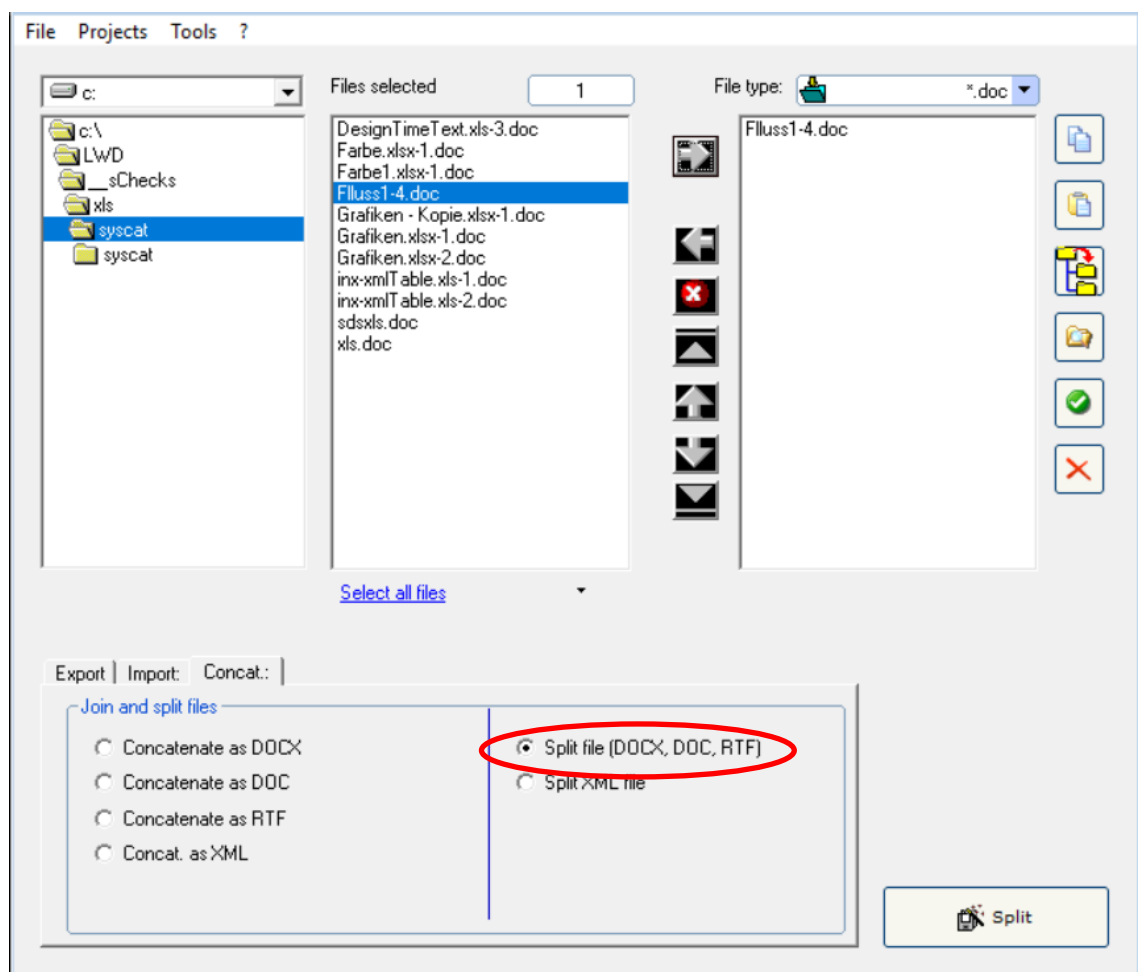 File Projects Tools ?
c:
Files selected 1
File type: *.doc
c:\
LWD
__sChecks
xls
syscat
syscat
DesignTimeText.xls-3.doc
Farbe.xlsx-1.doc
Farbe1.xlsx-1.doc
Flluss1-4.doc
Grafiken - Kopie.xlsx-1.doc
Grafiken.xlsx-1.doc
Grafiken.xlsx-2.doc
inx-xmlTable.xls-1.doc
inx-xmlTable.xls-2.doc
sdsxls.doc
xls.doc
Flluss1-4.doc
Select all files
Export Import: Concat.:
Join and split files
Concatenate as DOCX
Concatenate as DOC
Concatenate as RTF
Concat. as XML
Split file (DOCX, DOC, RTF)
Split XML file
Split